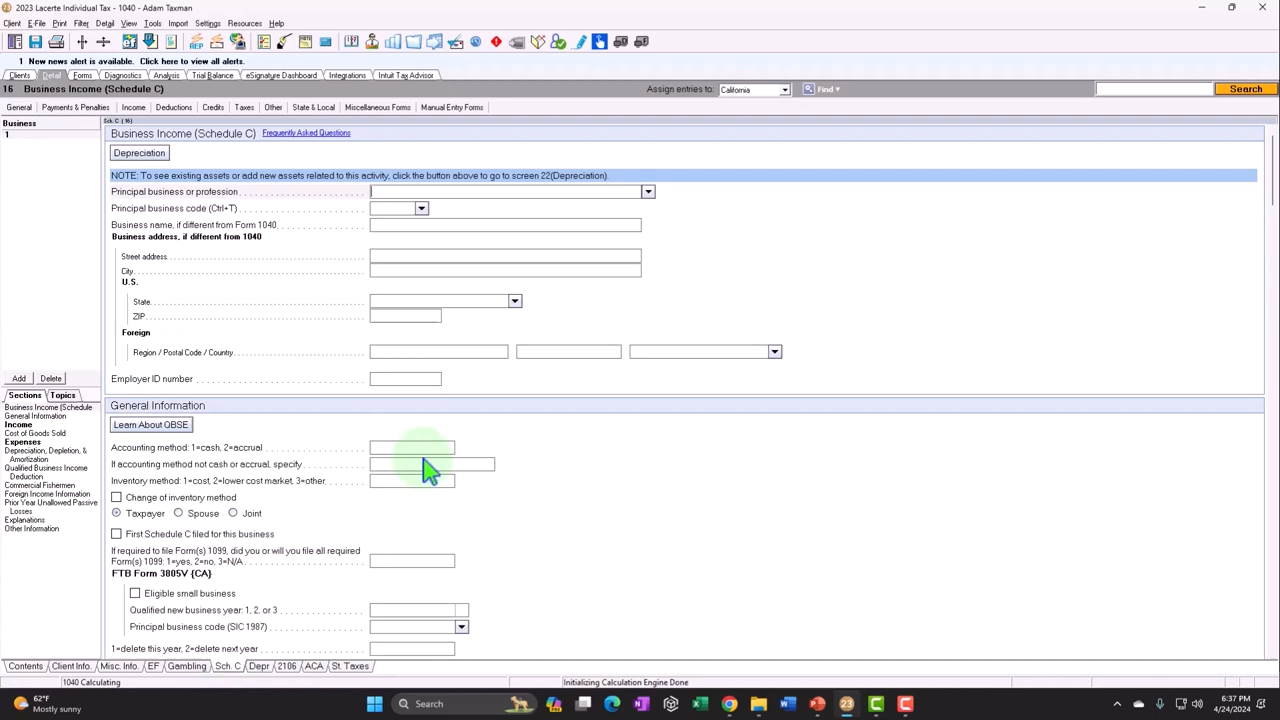 2023 Lacerte Individual Tax - 1040 - Adam Taxman
Client E-File Print Filter Detail View Tools Import Settings Resources Help
1 New news alert is available. Click here to view all alerts.
Clients Detail Forms Diagnostics Analysis Trial Balance eSignature Dashboard Integrations Intuit Tax Advisor
16 Business Income (Schedule C) Assign entries to: California Find Search
General Payments & Penalties Income Deductions Credits Taxes Other State & Local Miscellaneous Forms Manual Entry Forms
Business
1
Add Delete
Sections Topics
Business Income (Schedule
General Information
Income
Cost of Goods Sold
Expenses
Depreciation, Depletion, &
Amortization
Qualified Business Income
Deduction
Commercial Fishermen
Foreign Income Information
Prior Year Unallowed Passive
Losses
Explanations
Other Information
Sch. C (16)
Business Income (Schedule C) Frequently Asked Questions
Depreciation
NOTE: To see existing assets or add new assets related to this activity, click the button above to go to screen 22(Depreciation).
Principal business or profession
Principal business code (Ctrl+T)
Business name, if different from Form 1040
Business address, if different from 1040
Street address
City
U.S.
State
ZIP
Foreign
Region / Postal Code / Country
Employer ID number
General Information
Learn About QBSE
Accounting method: 1=cash, 2=accrual
If accounting method not cash or accrual, specify
Inventory method: 1=cost, 2=lower cost market, 3=other
Change of inventory method
Taxpayer Spouse Joint
First Schedule C filed for this business
If required to file Form(s) 1099, did you or will you file all required
Form(s) 1099: 1=yes, 2=no, 3=N/A
FTB Form 3805V {CA}
Eligible small business
Qualified new business year: 1, 2, or 3
Principal business code (SIC 1987)
1=delete this year, 2=delete next year
Contents Client Info. Misc. Info. EF Gambling Sch. C Depr 2106 ACA St. Taxes
1040 Calculating Initializing Calculation Engine Done
62°F
Mostly sunny
Search
23
6:37 PM
4/24/2024